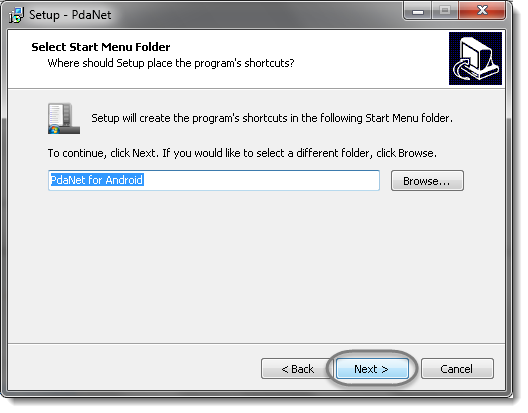 Setup - PdaNet
Select Start Menu Folder
Where should Setup place the program's shortcuts?
Setup will create the program's shortcuts in the following Start Menu folder.
To continue, click Next. If you would like to select a different folder, click Browse.
PdaNet for Android
Browse...
< Back
Next >
Cancel